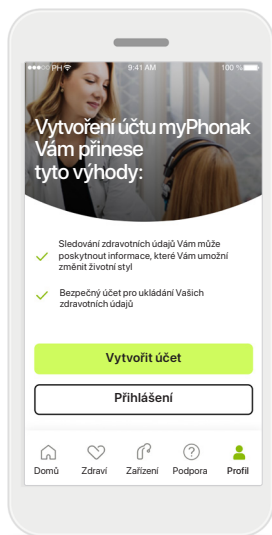 PH 9:41 AM 100 %
Vytvoření účtu myPhonak
Vám přinese
tyto výhody:
Sledování zdravotních údajů Vám může
poskytnout informace, které Vám umožní
změnit životní styl
Bezpečný účet pro ukládání Vašich
zdravotních údajů
Vytvořit účet
Přihlášení
Domů Zdraví Zařízení Podpora Profil